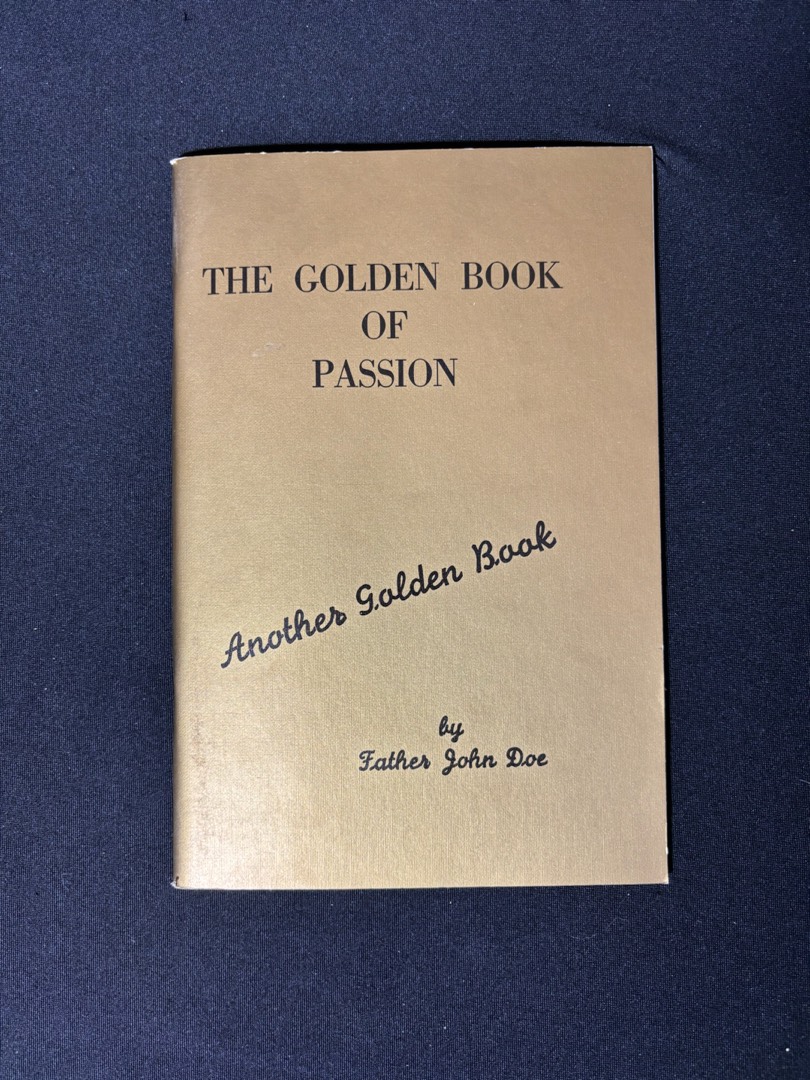 THE GOLDEN BOOK
OF
PASSION
Another Golden Book
by
Father John Doe